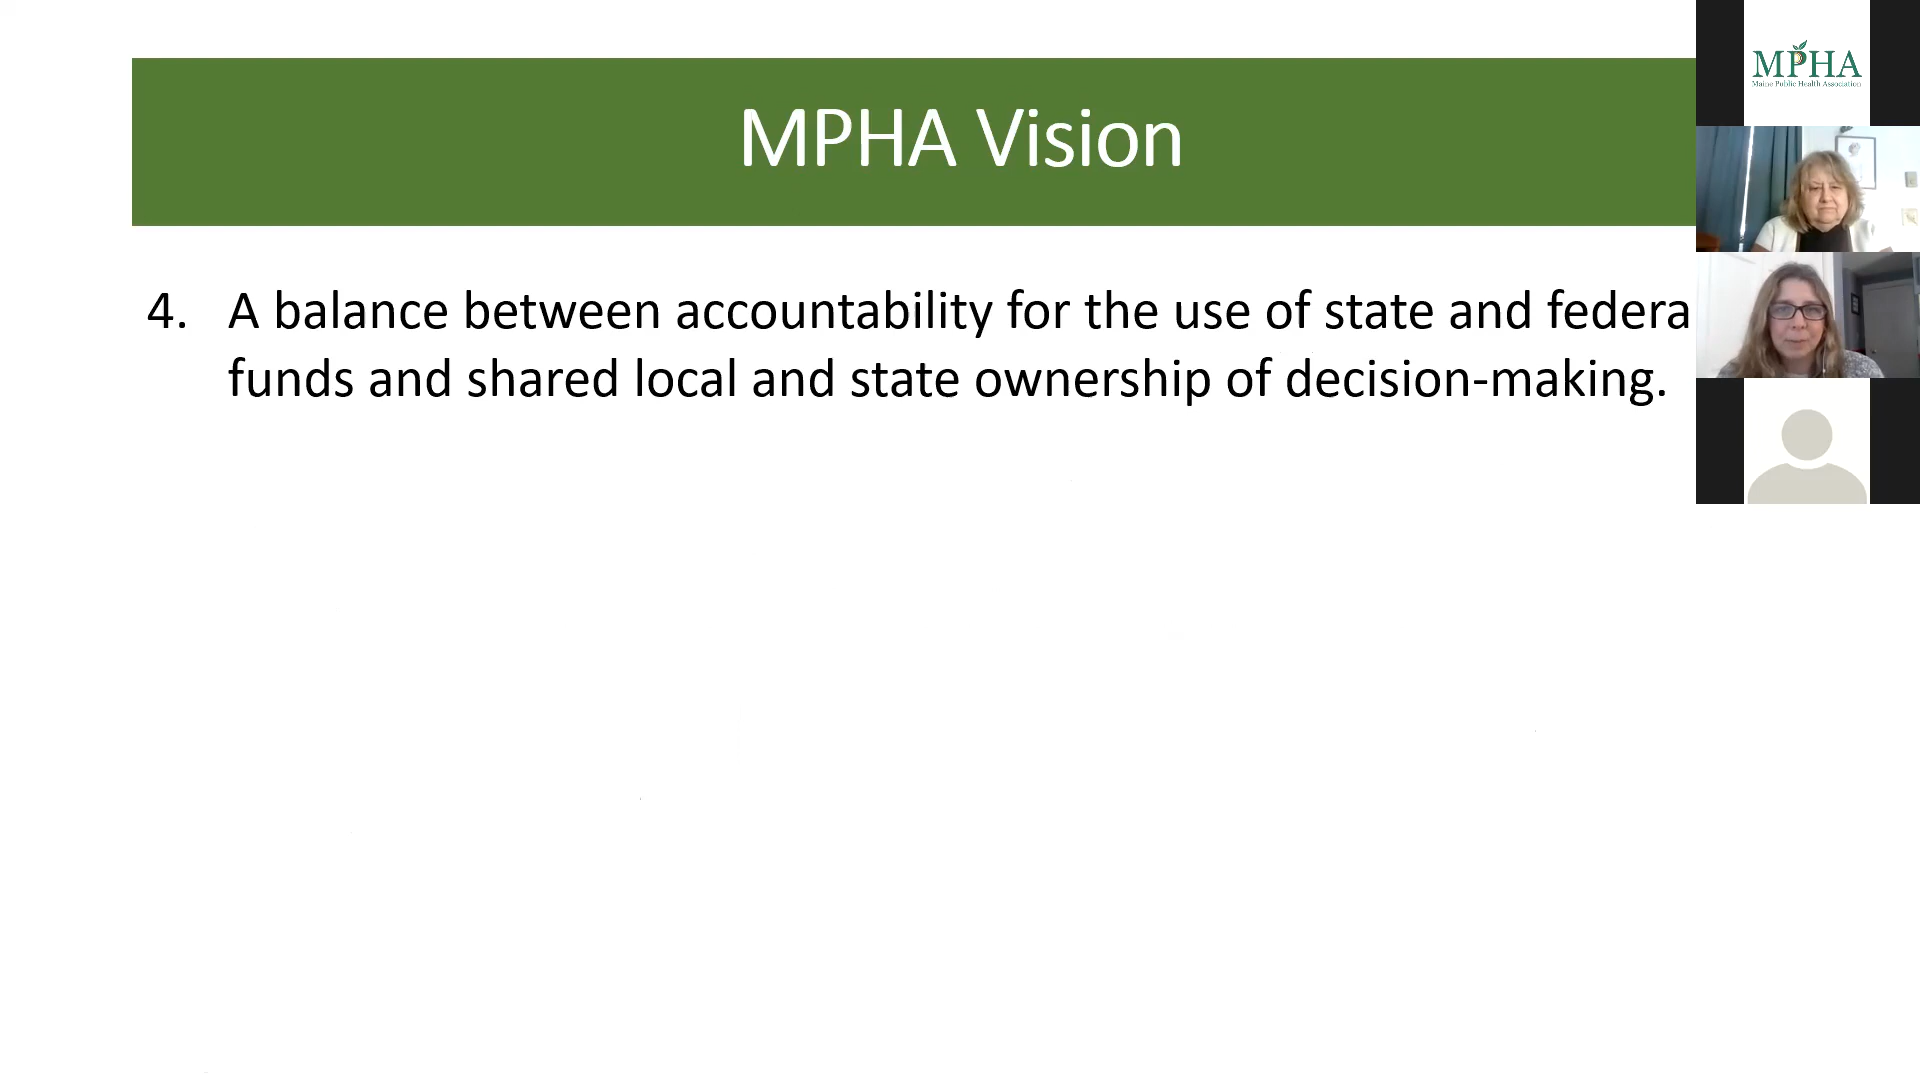 MPHA Vision
4. A balance between accountability for the use of state and federa
funds and shared local and state ownership of decision-making.
MPHA
Maine Public Health Association